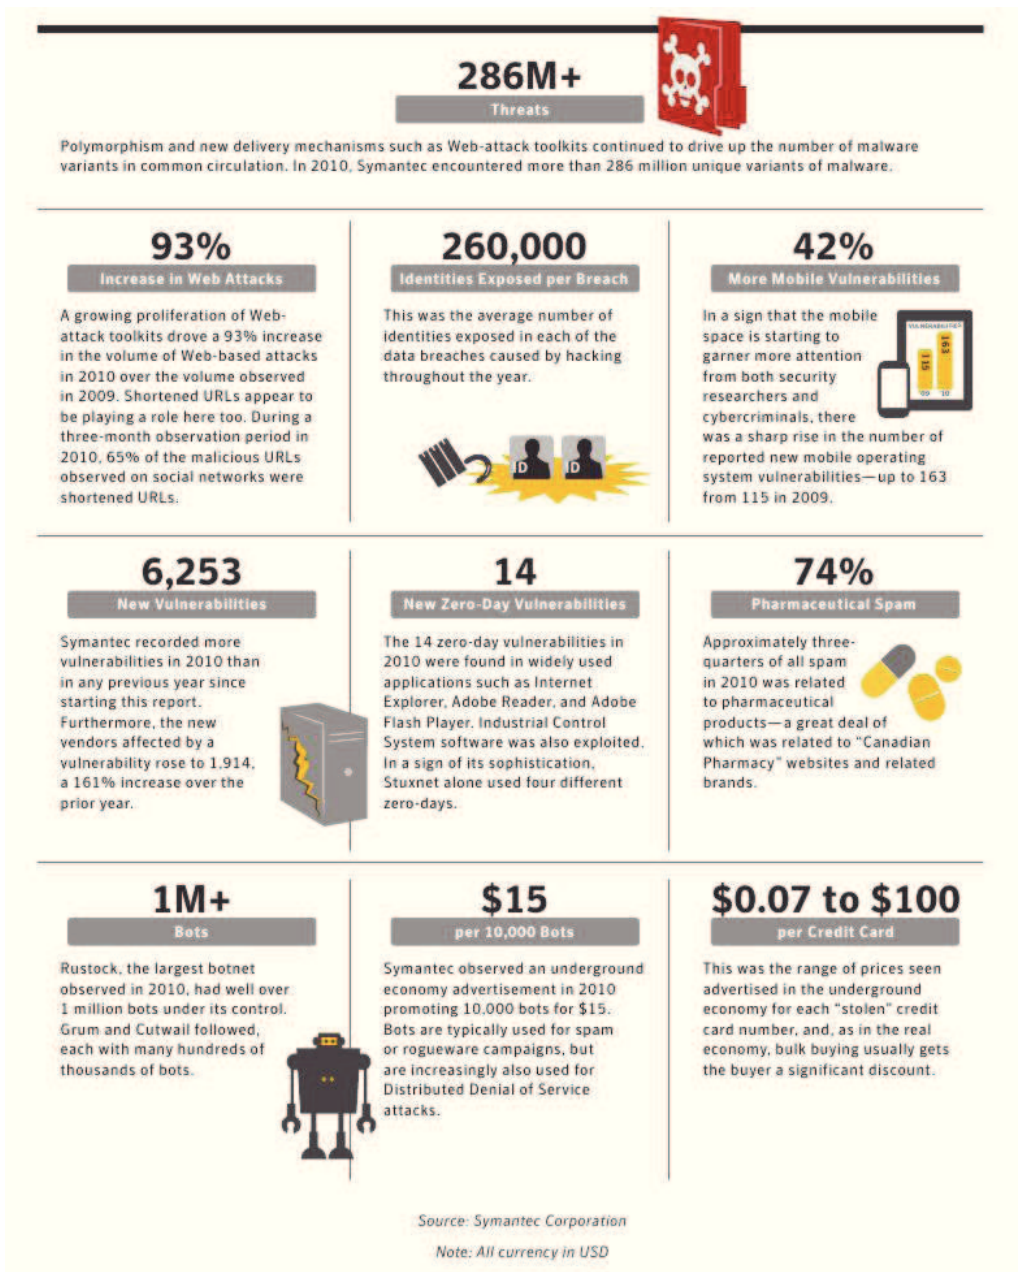 286M+
Threats
Polymorphism and new delivery mechanisms such as Web-attack toolkits continued to drive up the number of malware
variants in common circulation. In 2010, Symantec encountered more than 286 million unique variants of malware.
93%
Increase in Web Attacks
A growing proliferation of Web-
attack toolkits drove a 93% increase
in the volume of Web-based attacks
in 2010 over the volume observed
in 2009. Shortened URLs appear to
be playing a role here too. During a
three-month observation period in
2010, 65% of the malicious URLs
observed on social networks were
shortened URLs.
260,000
Identities Exposed per Breach
This was the average number of
identities exposed in each of the
data breaches caused by hacking
throughout the year.
ID
ID
42%
More Mobile Vulnerabilities
In a sign that the mobile
space is starting to
garner more attention
from both security
researchers and
cybercriminals, there
was a sharp rise in the number of
reported new mobile operating
system vulnerabilities—up to 163
from 115 in 2009.
VULNERABILITIES
115
163
'09 '10
6,253
New Vulnerabilities
Symantec recorded more
vulnerabilities in 2010 than
in any previous year since
starting this report.
Furthermore, the new
vendors affected by a
vulnerability rose to 1,914,
a 161% increase over the
prior year.
14
New Zero-Day Vulnerabilities
The 14 zero-day vulnerabilities in
2010 were found in widely used
applications such as Internet
Explorer, Adobe Reader, and Adobe
Flash Player. Industrial Control
System software was also exploited.
In a sign of its sophistication,
Stuxnet alone used four different
zero-days.
74%
Pharmaceutical Spam
Approximately three-
quarters of all spam
in 2010 was related
to pharmaceutical
products—a great deal of
which was related to "Canadian
Pharmacy" websites and related
brands.
1M+
Bots
Rustock, the largest botnet
observed in 2010, had well over
1 million bots under its control.
Grum and Cutwail followed,
each with many hundreds of
thousands of bots.
$15
per 10,000 Bots
Symantec observed an underground
economy advertisement in 2010
promoting 10,000 bots for $15.
Bots are typically used for spam
or rogueware campaigns, but
are increasingly also used for
Distributed Denial of Service
attacks.
$0.07 to $100
per Credit Card
This was the range of prices seen
advertised in the underground
economy for each "stolen" credit
card number, and, as in the real
economy, bulk buying usually gets
the buyer a significant discount.
Source: Symantec Corporation
Note: All currency in USD